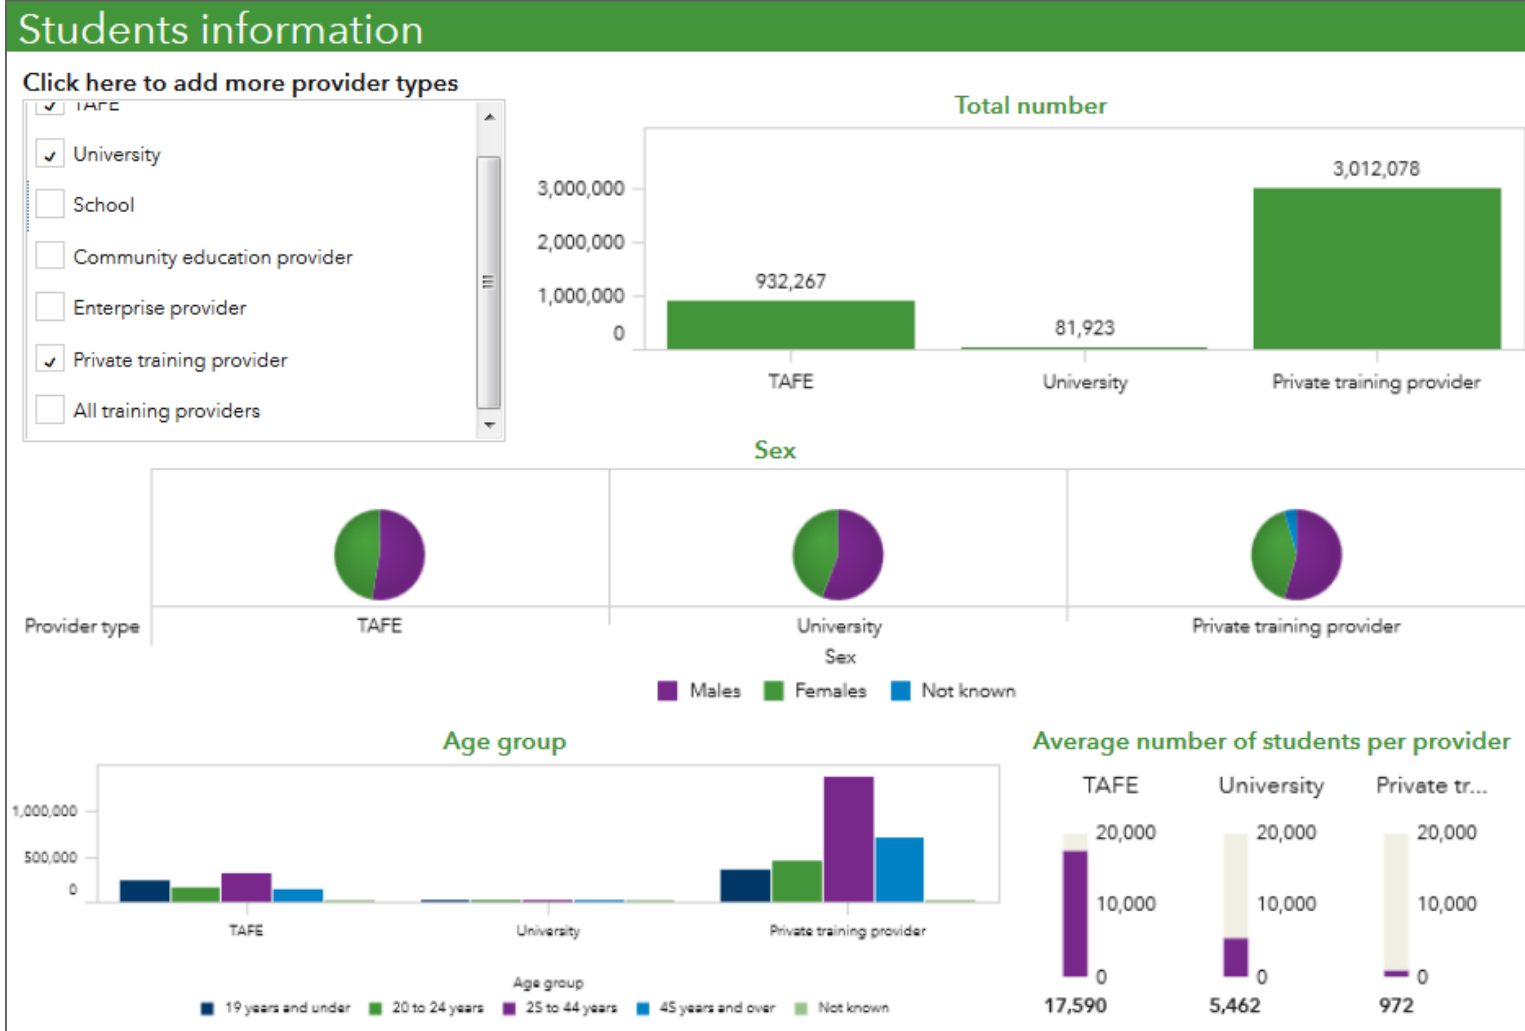 Students information
Click here to add more provider types
TAFE
University
School
Community education provider
Enterprise provider
Private training provider
All training providers
Total number
3,000,000
2,000,000
1,000,000
0
932,267
81,923
3,012,078
TAFE
University
Private training provider
Sex
Provider type
TAFE
University
Private training provider
Sex
Males
Females
Not known
Age group
1,000,000
500,000
0
TAFE
University
Private training provider
Age group
19 years and under
20 to 24 years
25 to 44 years
45 years and over
Not known
Average number of students per provider
TAFE
University
Private tr...
20,000
10,000
0
20,000
10,000
0
20,000
10,000
0
17,590
5,462
972